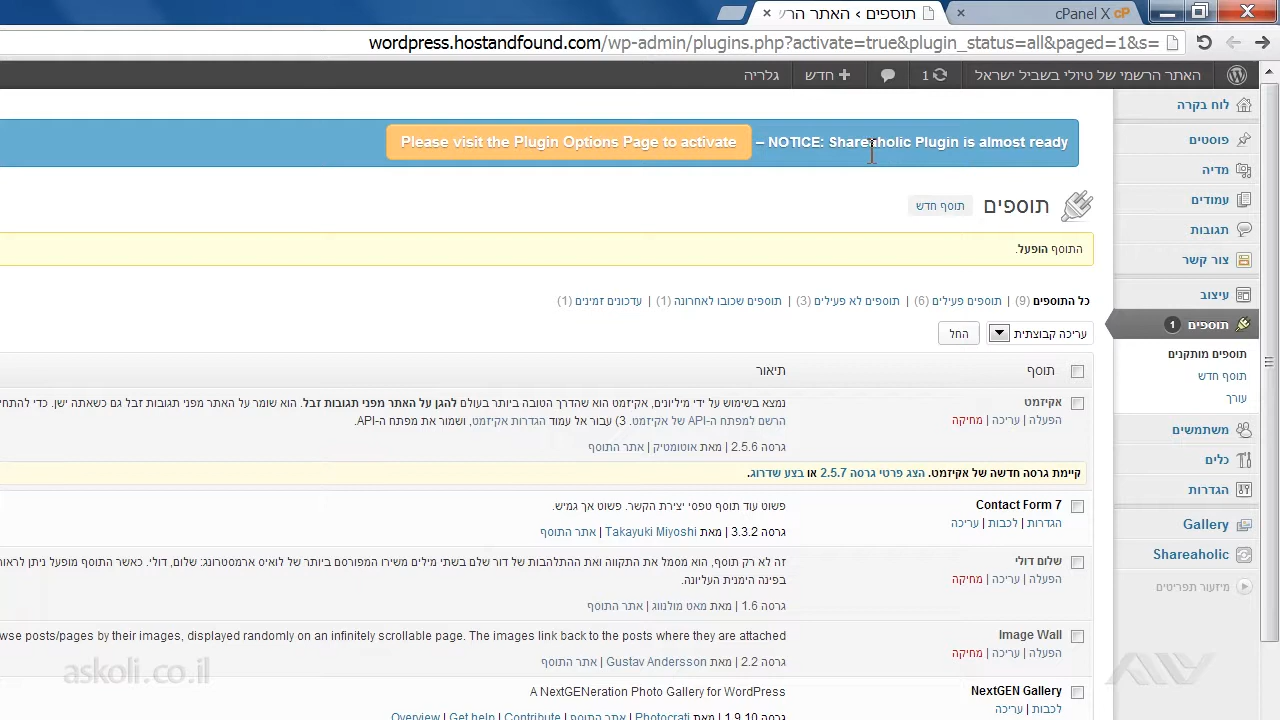 תוספים › האתר הרש
cPanel X
wordpress.hostandfound.com/wp-admin/plugins.php?activate=true&plugin_status=all&paged=1&s=
האתר הרשמי של טיולי בשביל ישראל
1
חדש
גלריה
NOTICE: Shareaholic Plugin is almost ready –
Please visit the Plugin Options Page to activate
תוספים
תוסף חדש
התוסף הופעל.
כל התוספים (9) | תוספים פעילים (6) | תוספים לא פעילים (3) | תוספים שכובו לאחרונה (1) | עדכונים זמינים (1)
עריכה קבוצתית
החל
תוסף
תיאור
אקיזמט
הפעלה | עריכה | מחיקה
נמצא בשימוש על ידי מיליונים, אקיזמט הוא שהדרך הטובה ביותר בעולם להגן על האתר מפני תגובות זבל. הוא שומר על האתר מפני תגובות זבל גם כשאתה ישן. כדי להתחי
הרשם למפתח ה-API של אקיזמט. 3) עבור אל עמוד הגדרות אקיזמט, ושמור את מפתח ה-API.
גרסה 2.5.6 | מאת אוטומטיק | אתר התוסף
קיימת גרסה חדשה של אקיזמט. הצג פרטי גרסה 2.5.7 או בצע שדרוג.
Contact Form 7
הגדרות | לכבות | עריכה
פשוט עוד תוסף טפסי יצירת הקשר. פשוט אך גמיש.
גרסה 3.3.2 | מאת Takayuki Miyoshi | אתר התוסף
שלום דולי
הפעלה | עריכה | מחיקה
זה לא רק תוסף, הוא מסמל את התקווה ואת ההתלהבות של דור שלם בשתי מילים משירו המפורסם ביותר של לואיס ארמסטרונג: שלום, דולי. כאשר התוסף מופעל ניתן לראות
בפינה הימנית העליונה.
גרסה 1.6 | מאת מאט מולנווג | אתר התוסף
Image Wall
הפעלה | עריכה | מחיקה
wse posts/pages by their images, displayed randomly on an infinitely scrollable page. The images link back to the posts where they are attached
גרסה 2.2 | מאת Gustav Andersson | אתר התוסף
NextGEN Gallery
לכבות | עריכה
A NextGENeration Photo Gallery for WordPress
גרסה 1.9.10 | מאת Photocrati | אתר התוסף | Contribute | Get help | Overview
לוח בקרה
פוסטים
מדיה
עמודים
תגובות
צור קשר
עיצוב
תוספים 1
תוספים מותקנים
תוסף חדש
עורך
משתמשים
כלים
הגדרות
Gallery
Shareaholic
מיזעור תפריטים
askoli.co.il